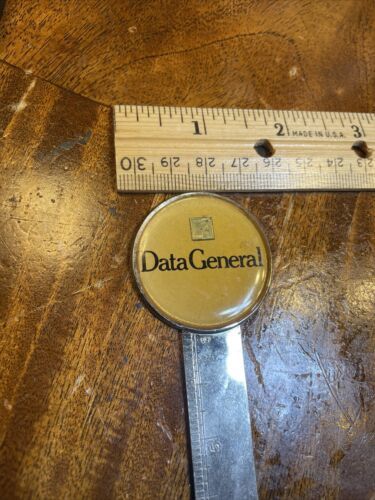 1 2 3
MADE IN U.S.A.
30 29 28 27 26 25 24 23
Data General